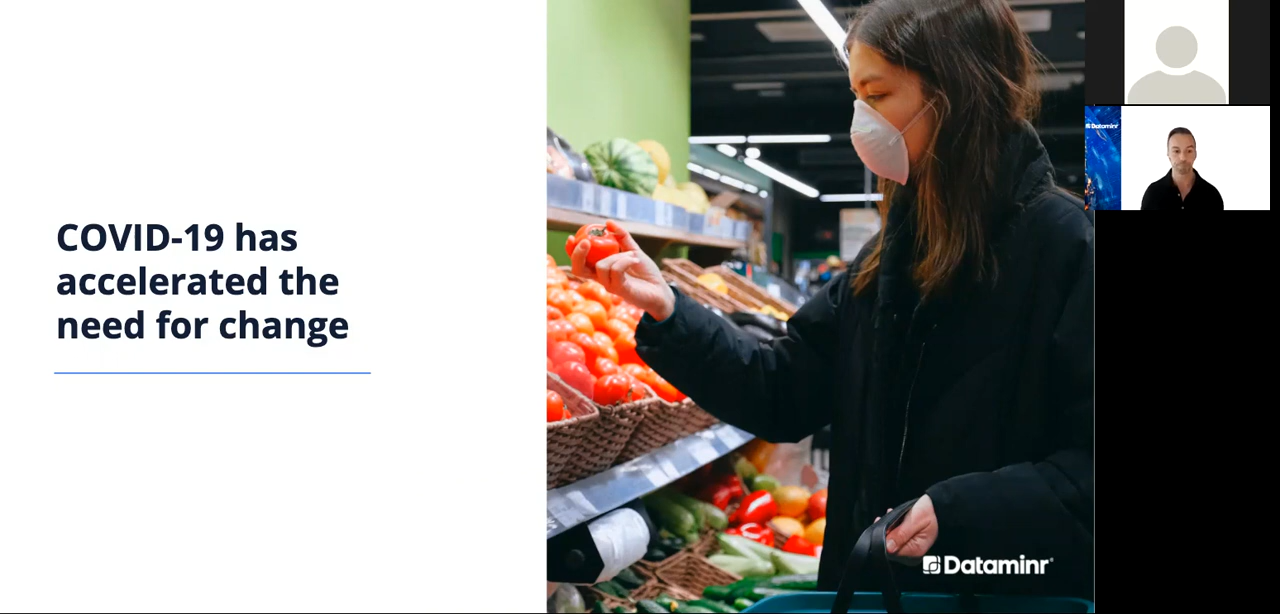 COVID-19 has
accelerated the
need for change
Dataminr
Dataminr